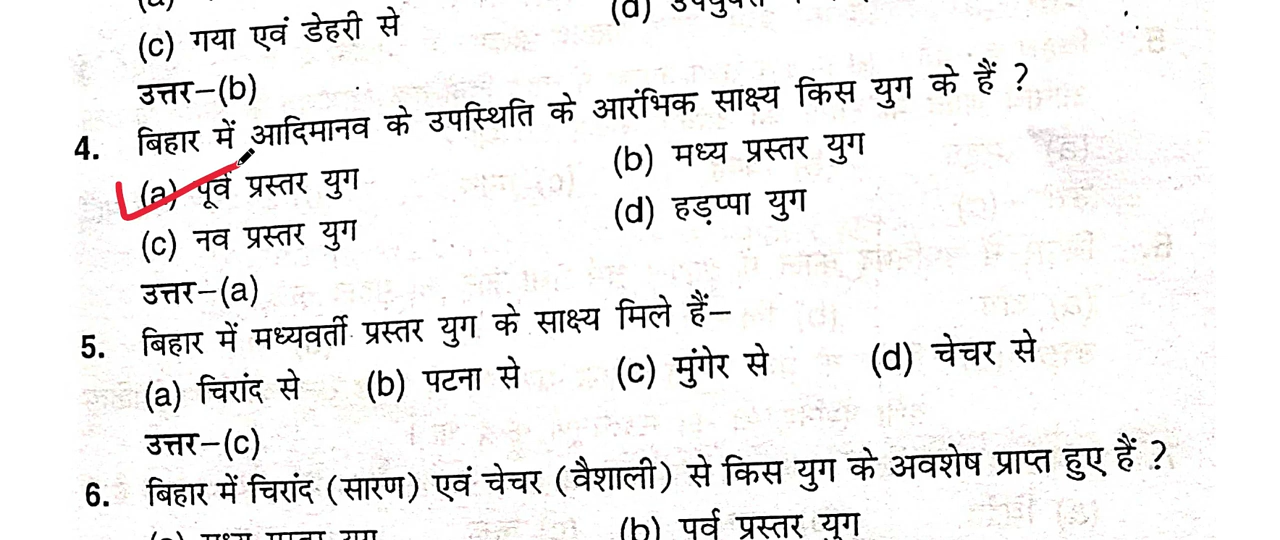 (c) गया एवं डेहरी से
उत्तर–(b)
4. बिहार में आदिमानव के उपस्थिति के आरंभिक साक्ष्य किस युग के हैं ?
(a) पूर्व प्रस्तर युग (b) मध्य प्रस्तर युग
(c) नव प्रस्तर युग (d) हड़प्पा युग
उत्तर–(a)
5. बिहार में मध्यवर्ती प्रस्तर युग के साक्ष्य मिले हैं–
(a) चिरांद से (b) पटना से (c) मुंगेर से (d) चेचर से
उत्तर–(c)
6. बिहार में चिरांद (सारण) एवं चेचर (वैशाली) से किस युग के अवशेष प्राप्त हुए हैं ?
(b) पूर्व प्रस्तर युग